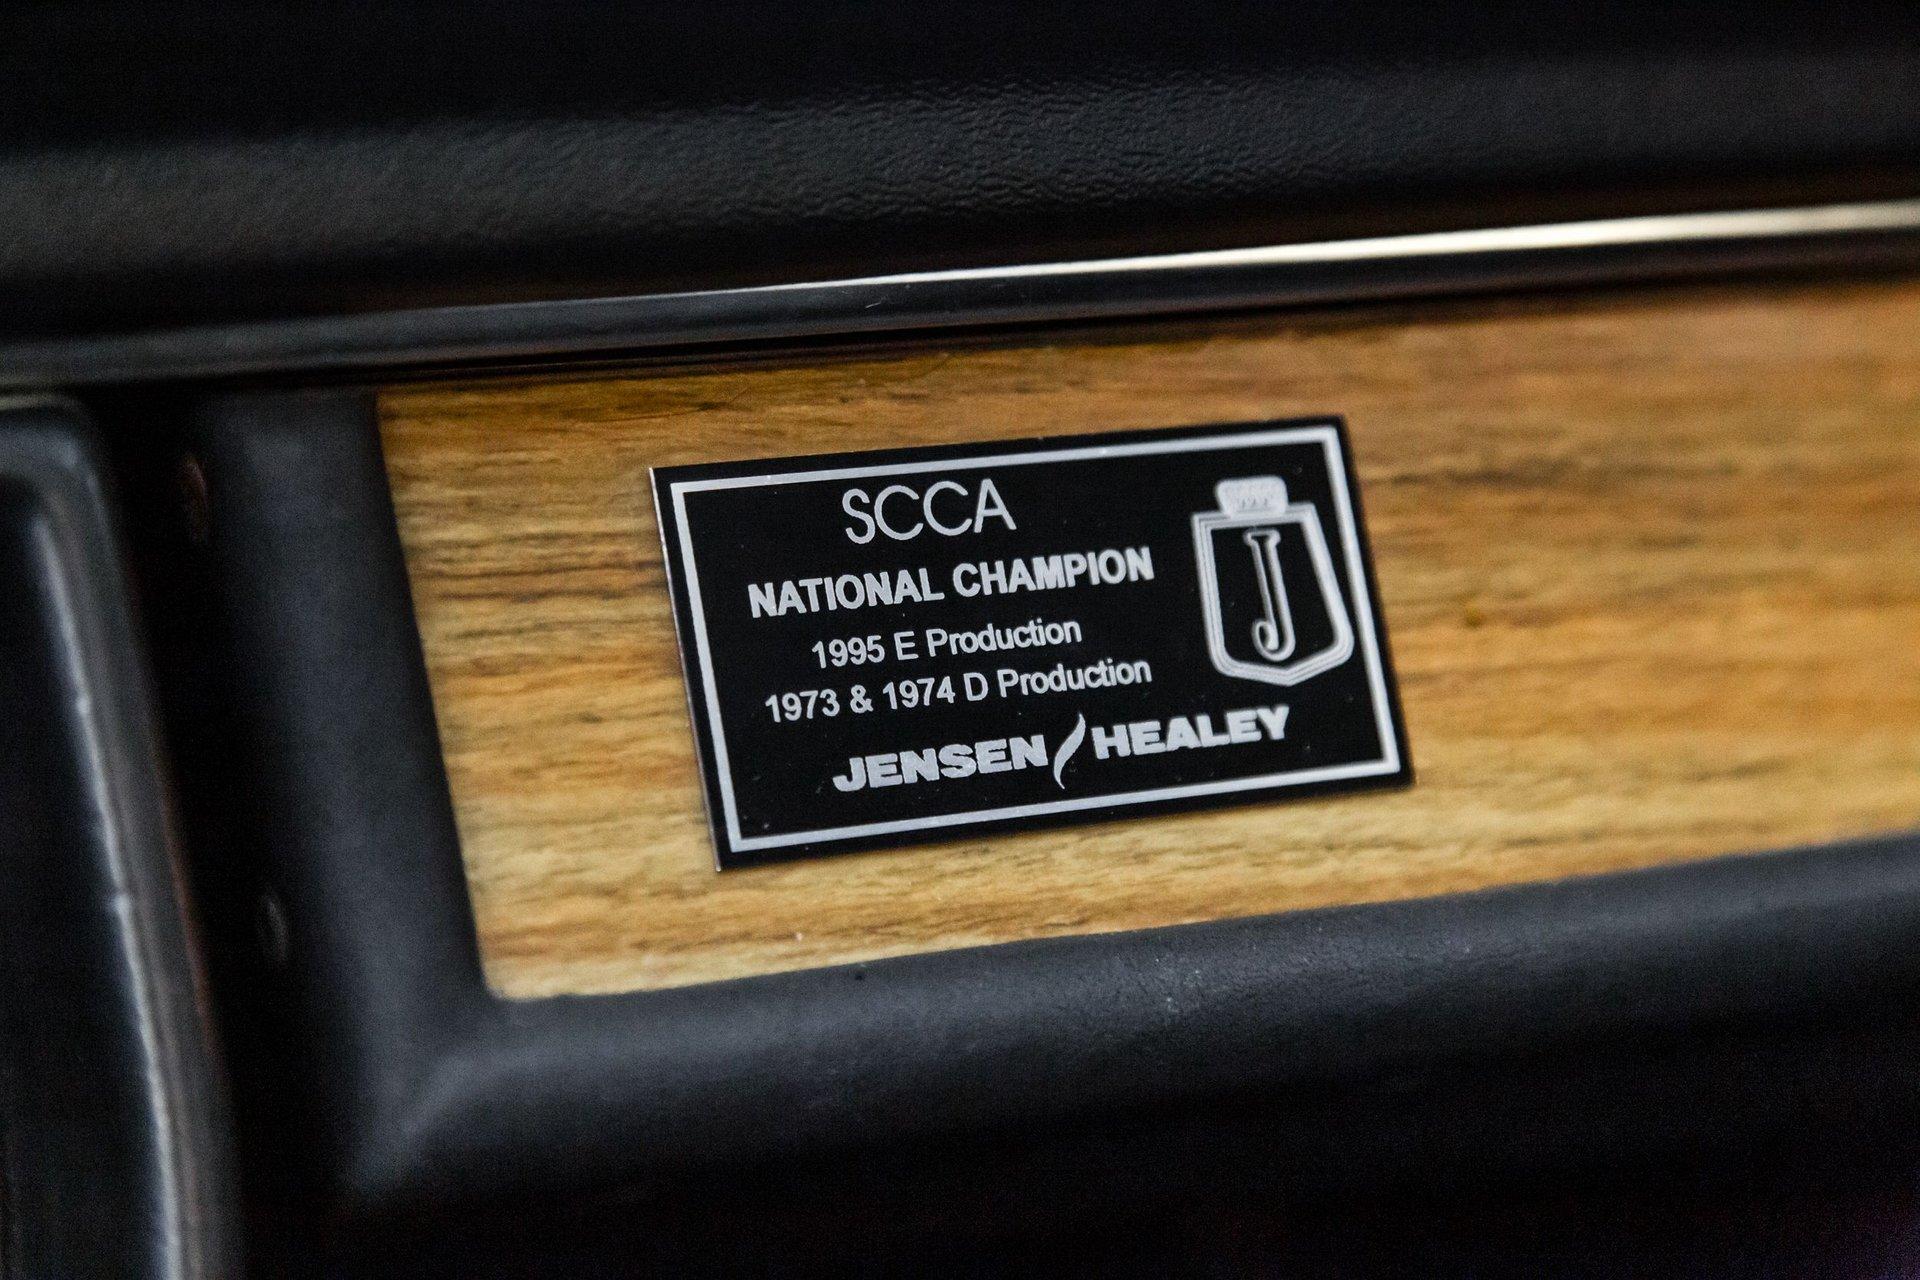 SCCA
NATIONAL CHAMPION
1995 E Production
1973 & 1974 D Production
JENSEN HEALEY
J